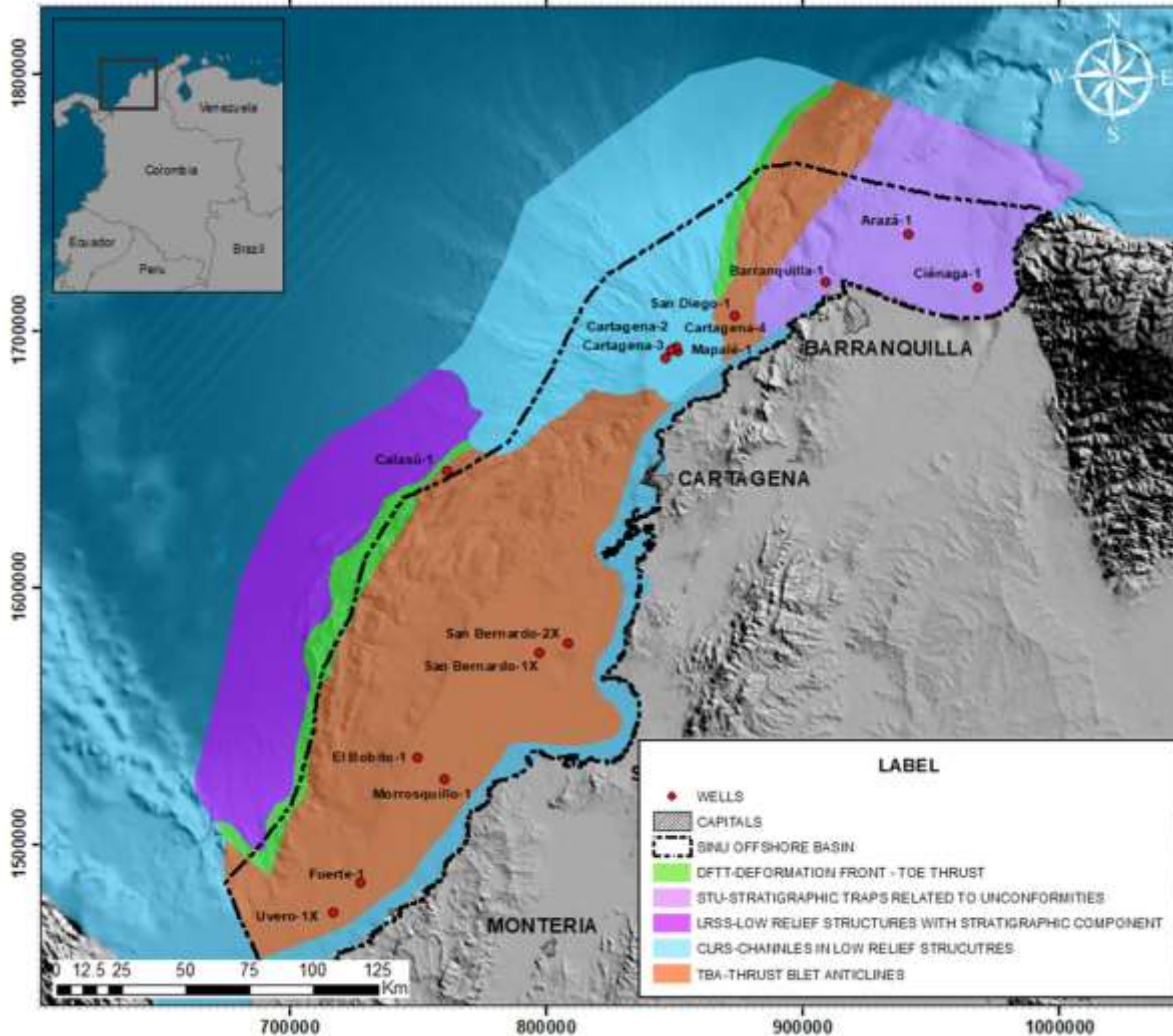 1800000
1700000
1600000
1500000
Venezuela
Colombia
Ecuador
Peru
Brazil
N
W E
S
Arazá-1
Barranquilla-1
Ciénaga-1
San Diego-1
Cartagena-2
Cartagena-4
Cartagena-3
Mapalé-1
BARRANQUILLA
Calasú-1
CARTAGENA
San Bernardo-2X
San Bernardo-1X
El Bobito-1
Morrosquillo-1
Fuerte-1
Uvero-1X
MONTERIA
S
LABEL
WELLS
CAPITALS
SINU OFFSHORE BASIN
DFTT-DEFORMATION FRONT - TOE THRUST
STU-STRATIGRAPHIC TRAPS RELATED TO UNCONFORMITIES
LRSS-LOW RELIEF STRUCTURES WITH STRATIGRAPHIC COMPONENT
CLRS-CHANNLES IN LOW RELIEF STRUCUTRES
TBA-THRUST BLET ANTICLINES
0 12.5 25 50 75 100 125
Km
700000 800000 900000 1000000